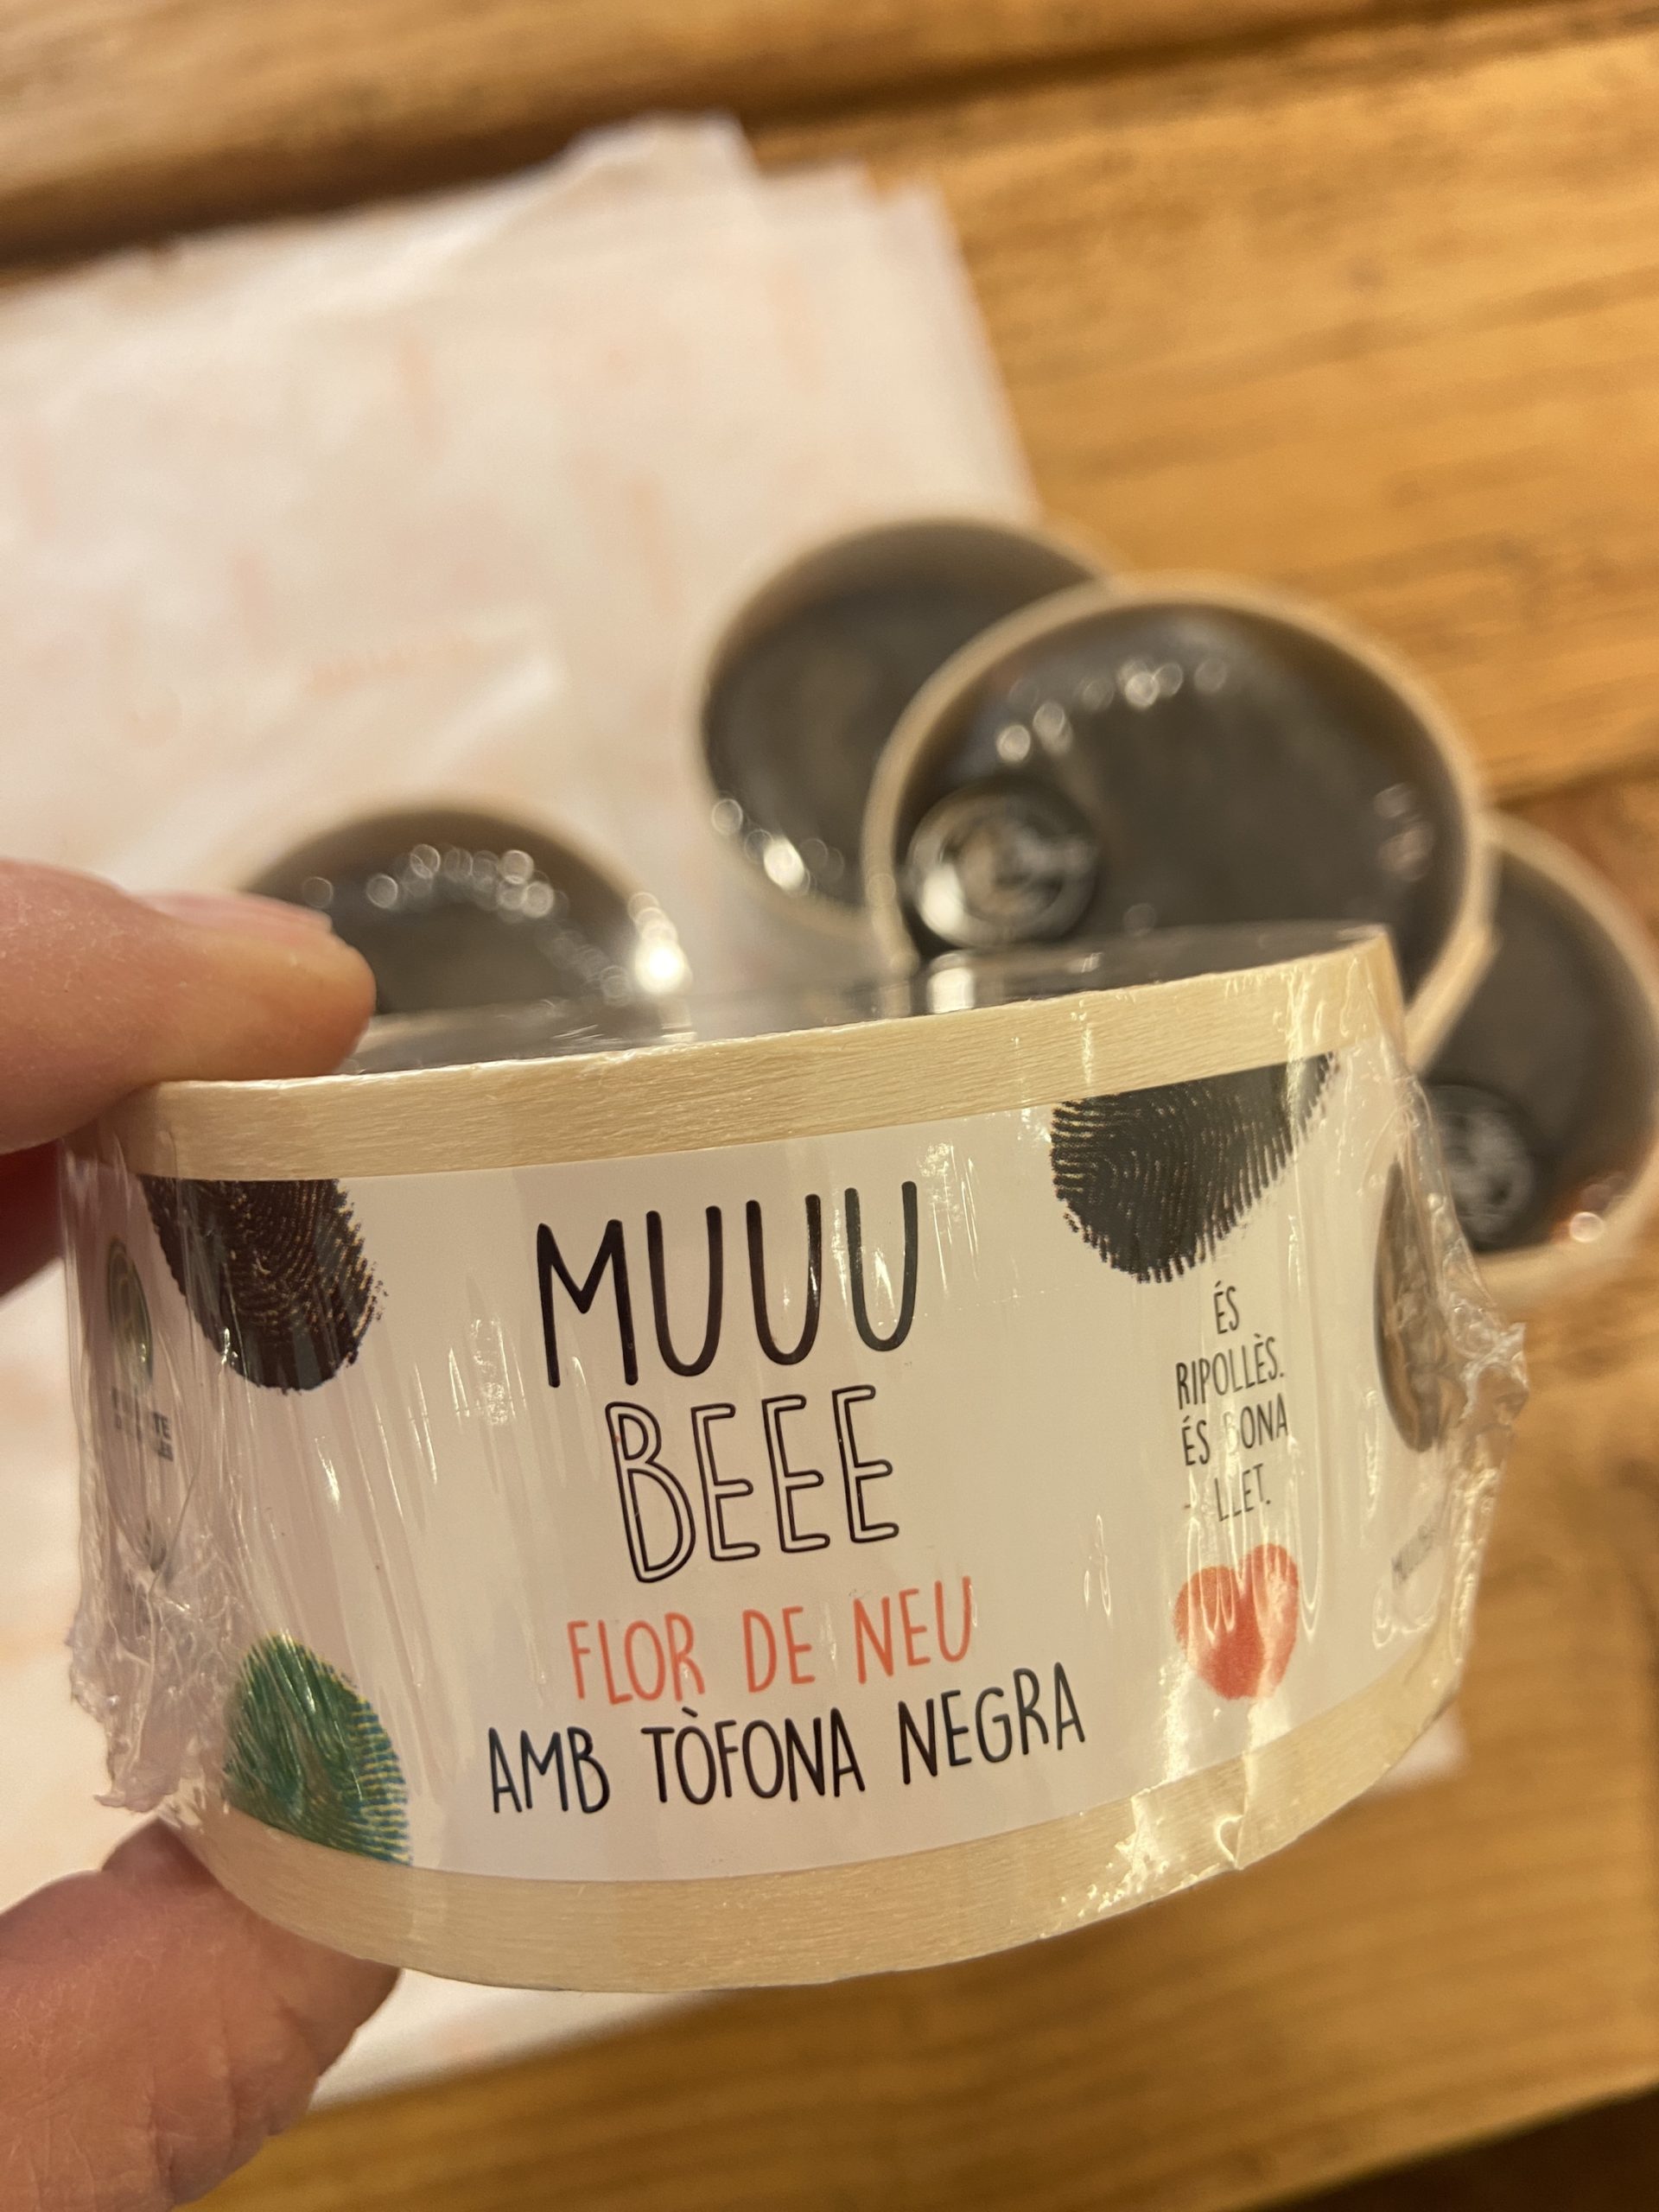 MUUU
BEEE
FLOR DE NEU
AMB TÒFONA NEGRA
ÉS
RIPOLLÈS.
ÉS BONA
LLET.